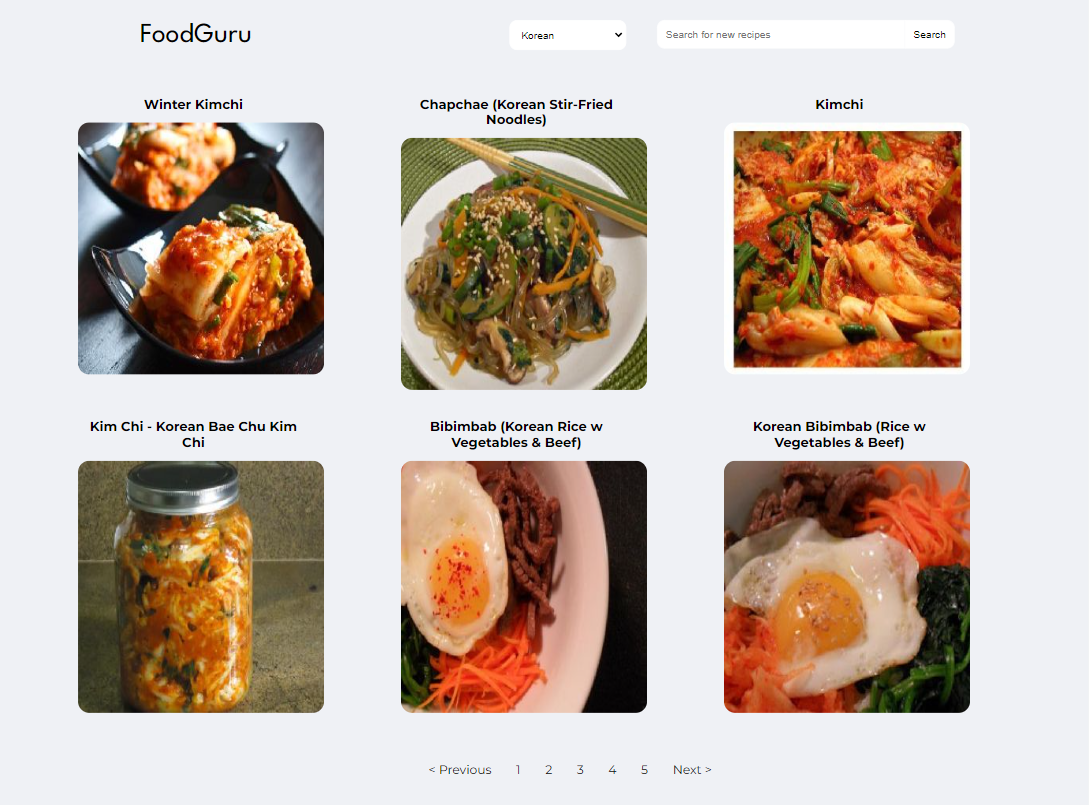 FoodGuru
Korean
Search for new recipes
Search
Winter Kimchi
Chapchae (Korean Stir-Fried
Noodles)
Kimchi
Kim Chi - Korean Bae Chu Kim
Chi
Bibimbab (Korean Rice w
Vegetables & Beef)
Korean Bibimbab (Rice w
Vegetables & Beef)
< Previous 1 2 3 4 5 Next >